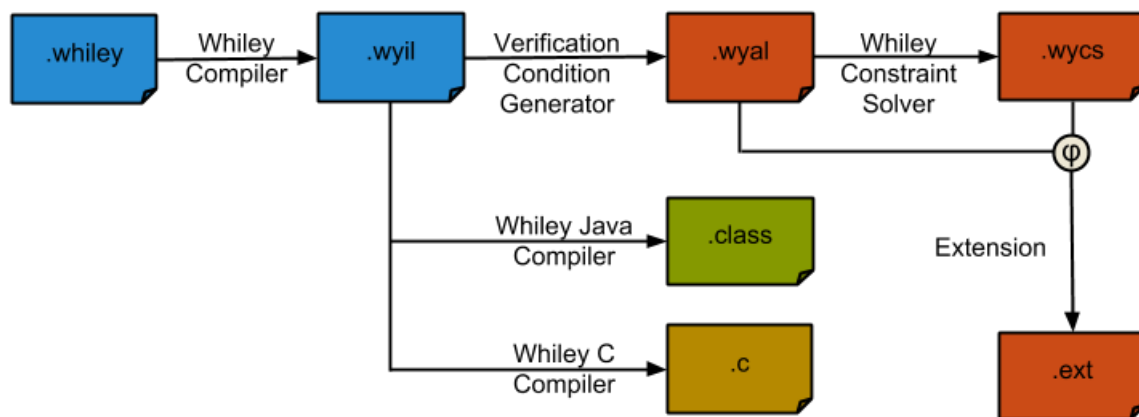 .whiley
Whiley
Compiler
.wyil
Verification
Condition
Generator
.wyal
Whiley
Constraint
Solver
.wycs
φ
Whiley Java
Compiler
.class
Extension
Whiley C
Compiler
.c
.ext